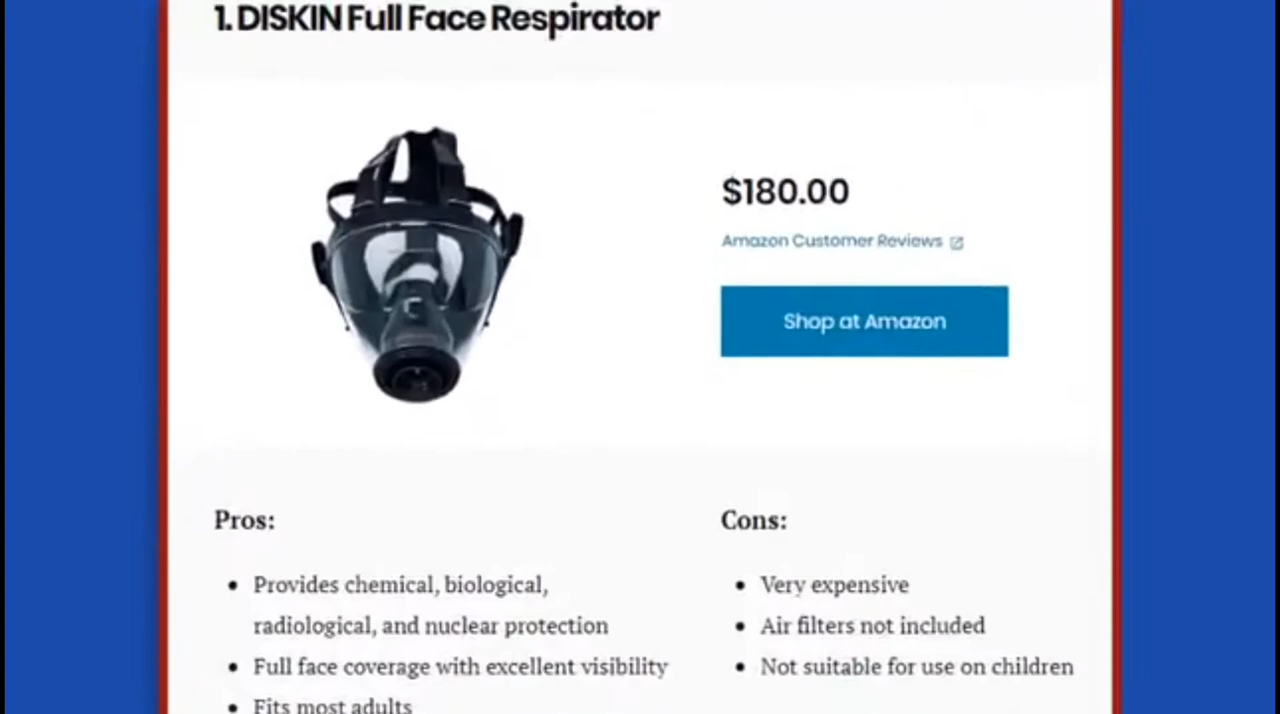 1. DISKIN Full Face Respirator
$180.00
Amazon Customer Reviews
Shop at Amazon
Pros:
Provides chemical, biological,
radiological, and nuclear protection
Full face coverage with excellent visibility
Fits most adults
Cons:
Very expensive
Air filters not included
Not suitable for use on children